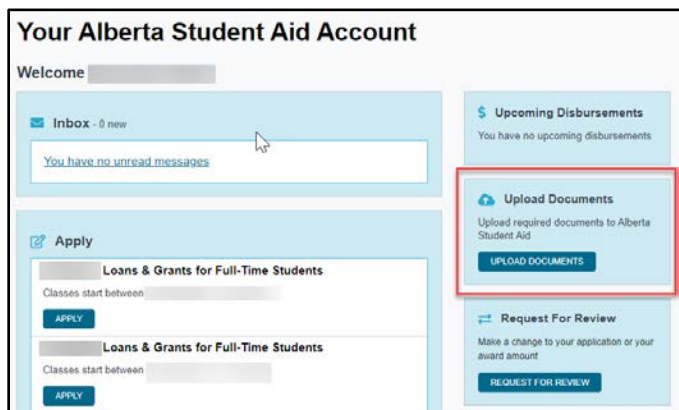 Your Alberta Student Aid Account
Welcome
Inbox - 0 new
You have no unread messages
Apply
Loans & Grants for Full-Time Students
Classes start between
APPLY
Loans & Grants for Full-Time Students
Classes start between
APPLY
$ Upcoming Disbursements
You have no upcoming disbursements
Upload Documents
Upload required documents to Alberta
Student Aid
UPLOAD DOCUMENTS
Request For Review
Make a change to your application or your
award amount
REQUEST FOR REVIEW